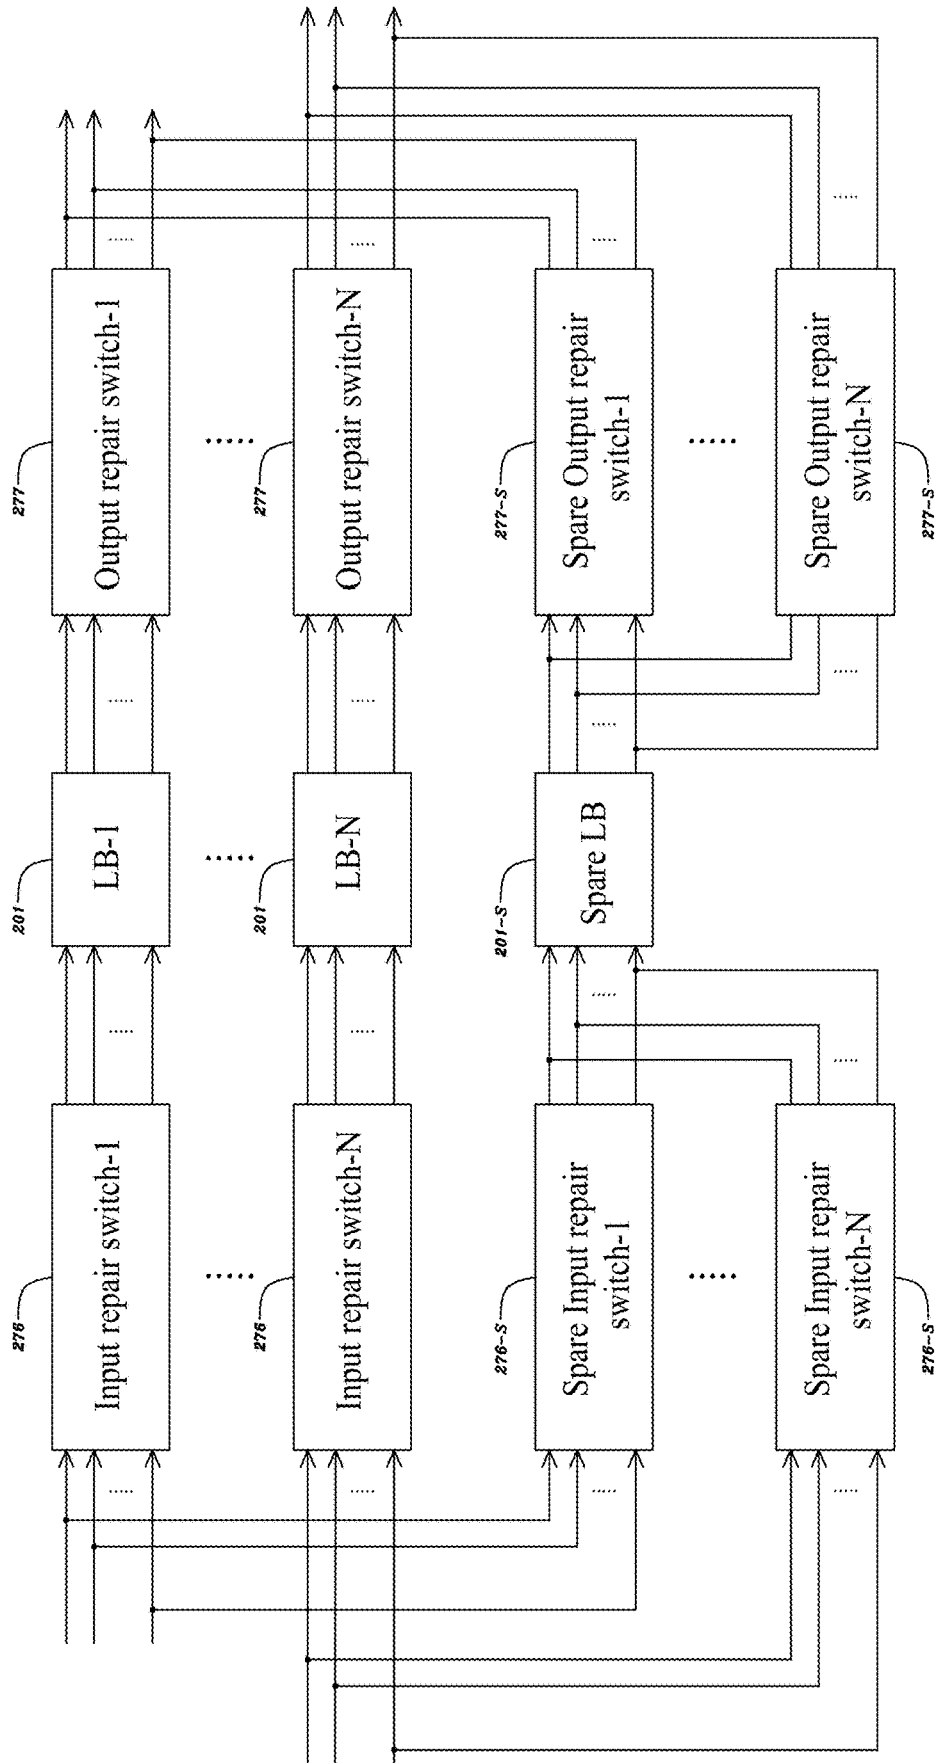 276
201
277
Input repair switch-1
LB-1
Output repair switch-1
276
201
277
Input repair switch-N
LB-N
Output repair switch-N
276-S
201-S
277-S
Spare Input repair
switch-1
Spare LB
Spare Output repair
switch-1
Spare Input repair
switch-N
Spare Output repair
switch-N
276-S
277-S